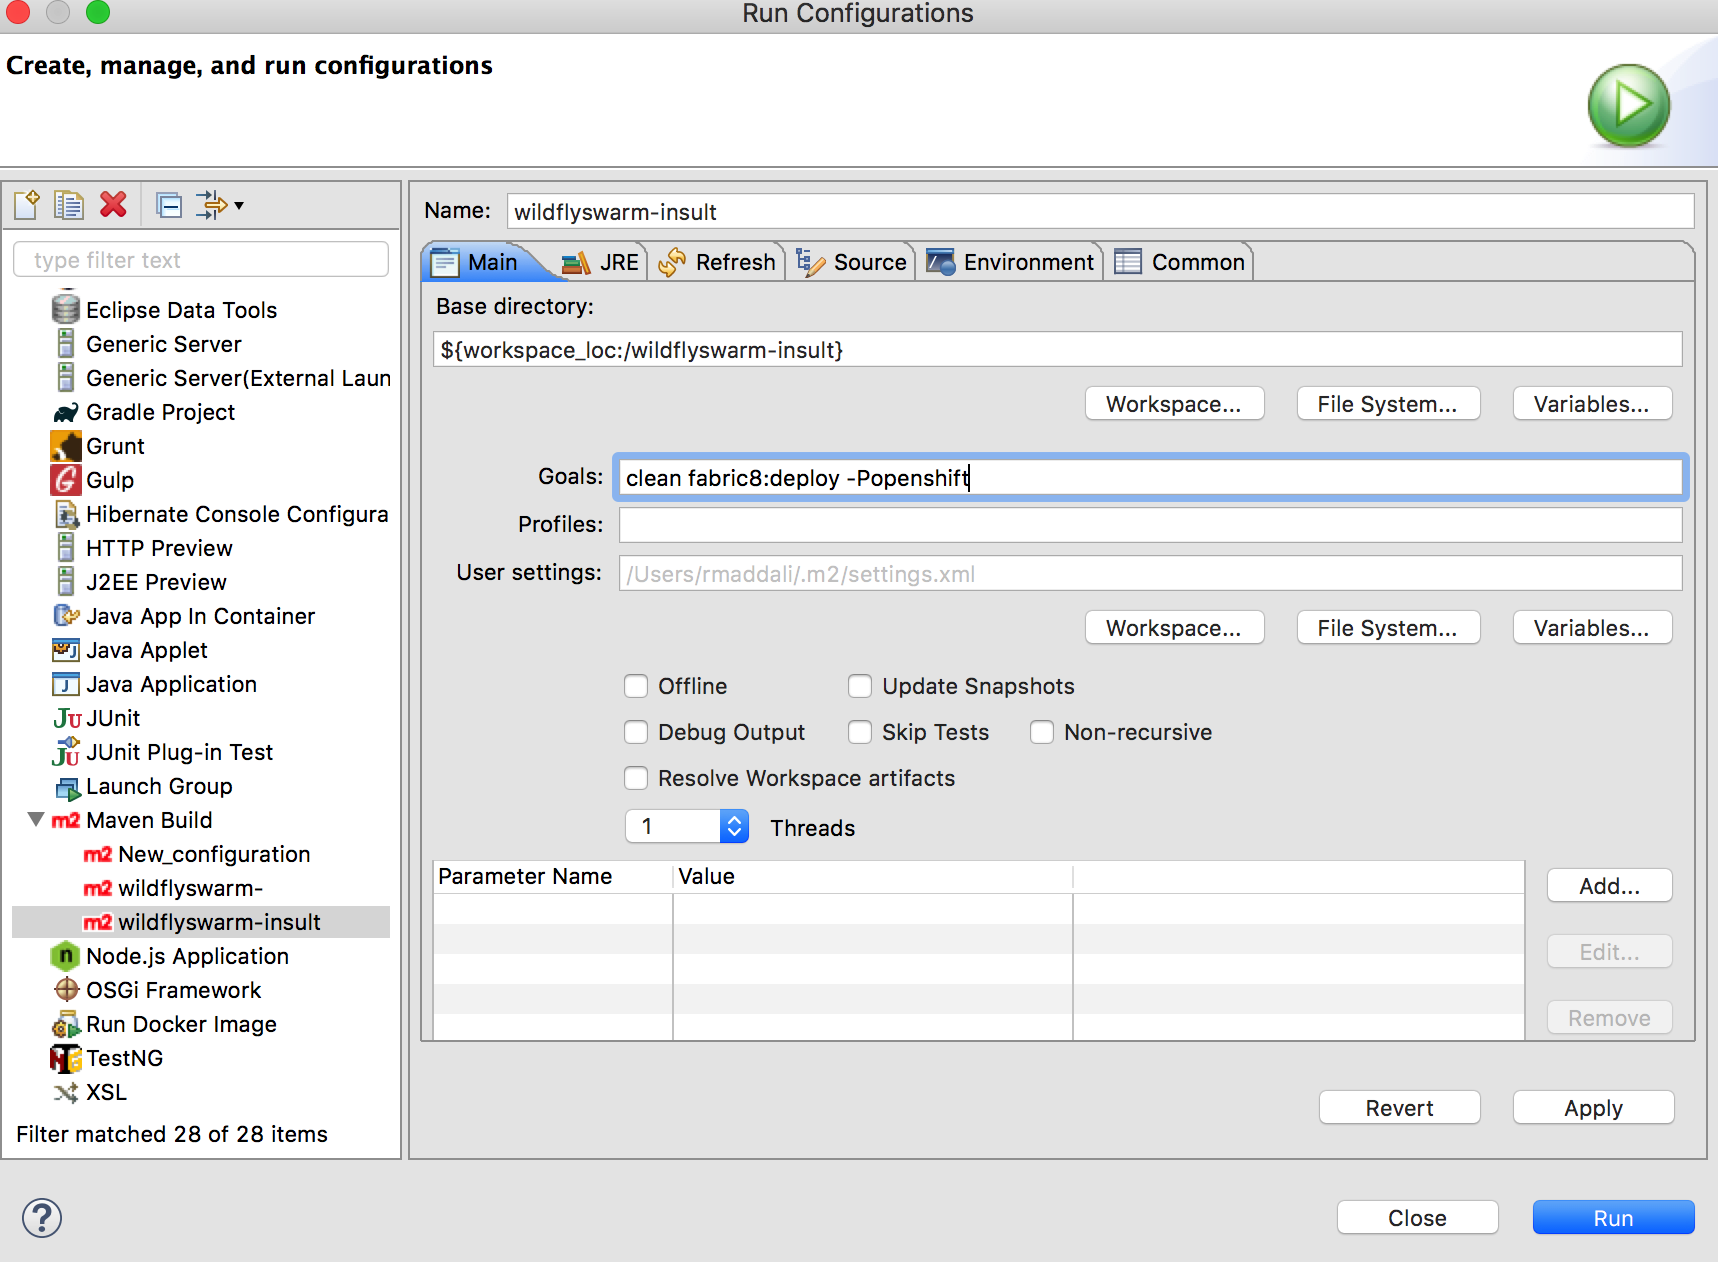 Run Configurations
Create, manage, and run configurations
type filter text
Eclipse Data Tools
Generic Server
Generic Server(External Laun
Gradle Project
Grunt
Gulp
Hibernate Console Configura
HTTP Preview
J2EE Preview
Java App In Container
Java Applet
Java Application
JUnit
JUnit Plug-in Test
Launch Group
Maven Build
New_configuration
wildflyswarm-
wildflyswarm-insult
Node.js Application
OSGi Framework
Run Docker Image
TestNG
XSL
Filter matched 28 of 28 items
Name: wildflyswarm-insult
Main JRE Refresh Source Environment Common
Base directory:
${workspace_loc:/wildflyswarm-insult}
Workspace... File System... Variables...
Goals: clean fabric8:deploy -Popenshift
Profiles:
User settings: /Users/rmaddali/.m2/settings.xml
Workspace... File System... Variables...
Offline Update Snapshots
Debug Output Skip Tests Non-recursive
Resolve Workspace artifacts
1 Threads
Parameter Name Value
Add...
Edit...
Remove
Revert Apply
? Close Run